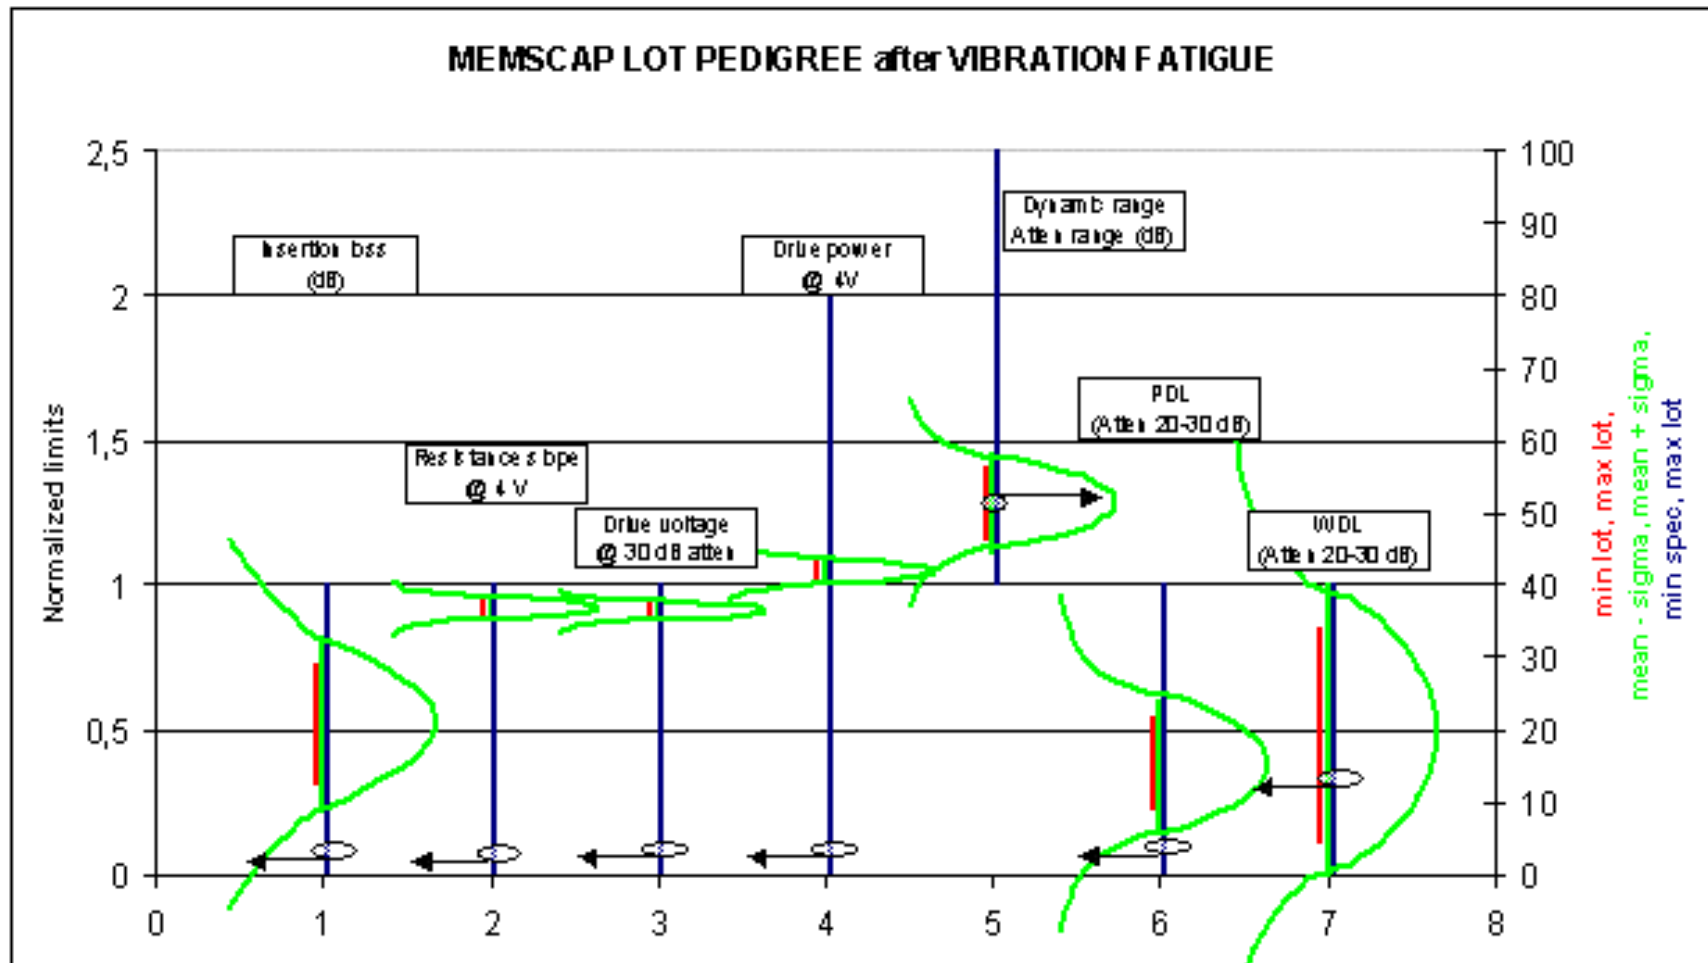 MEMSCAP LOT PEDIGREE after VIBRATION FATIGUE
2,5
100
Dynamic range
Atten range (dB)
90
Insertion loss
(dB)
Drive power
@ 4V
2
80
70
PDL
(Atten 20-30 dB)
1,5
60
Resistance slope
@ 4 V
50
Drive voltage
@ 30 dB atten
WDL
(Atten 20-30 dB)
1
40
30
0,5
20
10
0
0
0
1
2
3
4
5
6
7
8
Normalized limits
min lot, max lot,
mean - sigma, mean + sigma,
min spec, max lot